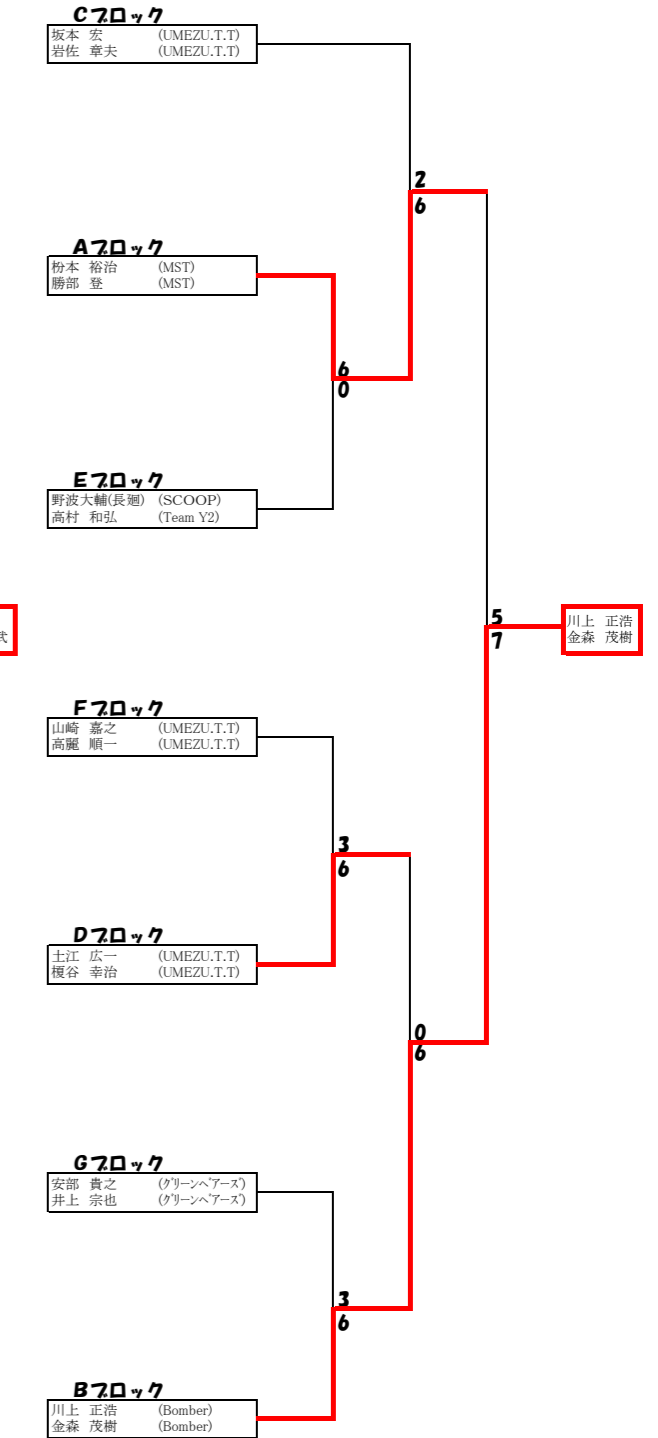 Cブロック
坂本 宏 (UMEZU.T.T)
岩佐 章夫 (UMEZU.T.T)
2
6
Aブロック
枌本 裕治 (MST)
勝部 登 (MST)
6
0
Eブロック
野波大輔(長廻) (SCOOP)
高村 和弘 (Team Y2)
5
7
川上 正浩
金森 茂樹
Fブロック
山崎 嘉之 (UMEZU.T.T)
高麗 順一 (UMEZU.T.T)
3
6
Dブロック
土江 広一 (UMEZU.T.T)
榎谷 幸治 (UMEZU.T.T)
0
6
Gブロック
安部 貴之 (グリーンベアーズ)
井上 宗也 (グリーンベアーズ)
3
6
Bブロック
川上 正浩 (Bomber)
金森 茂樹 (Bomber)